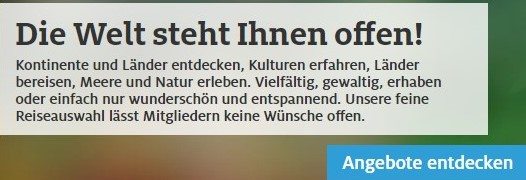 Die Welt steht Ihnen offen!
Kontinente und Länder entdecken, Kulturen erfahren, Länder
bereisen, Meere und Natur erleben. Vielfältig, gewaltig, erhaben
oder einfach nur wunderschön und entspannend. Unsere feine
Reiseauswahl lässt Mitgliedern keine Wünsche offen.
Angebote entdecken